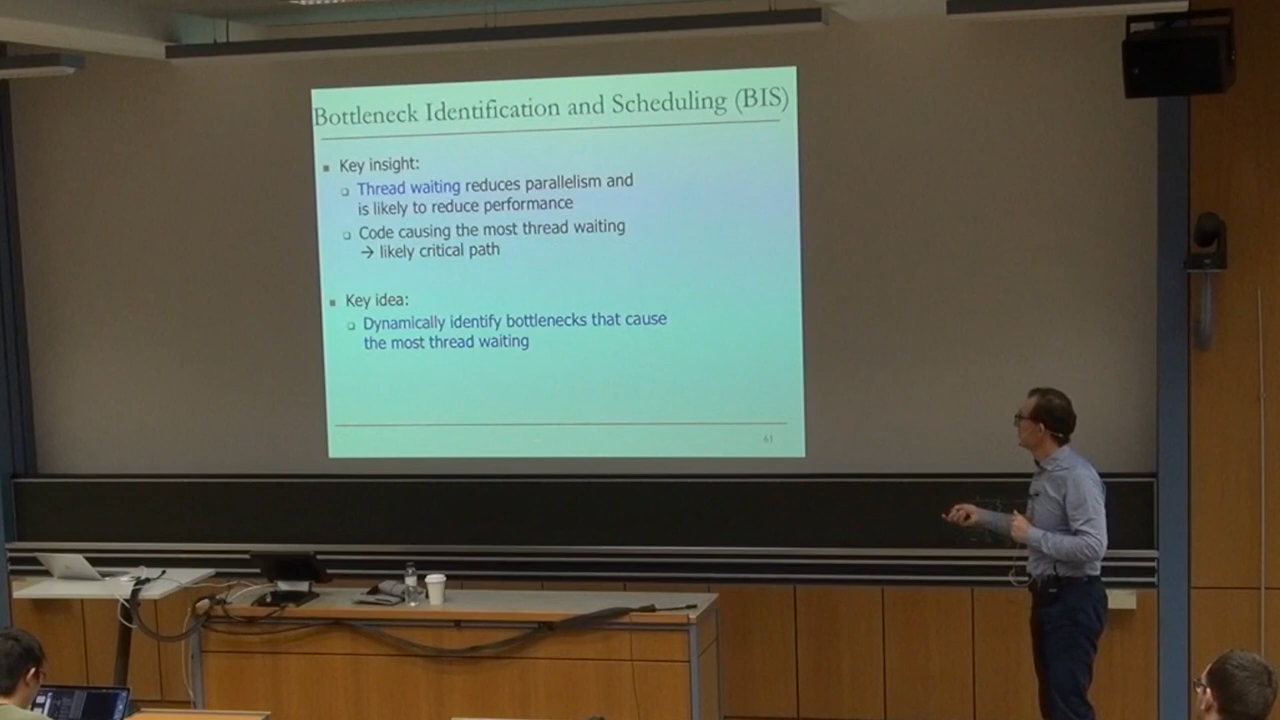 Bottleneck Identification and Scheduling (BIS)
Key insight:
Thread waiting reduces parallelism and
is likely to reduce performance
Code causing the most thread waiting
→ likely critical path
Key idea:
Dynamically identify bottlenecks that cause
the most thread waiting
61